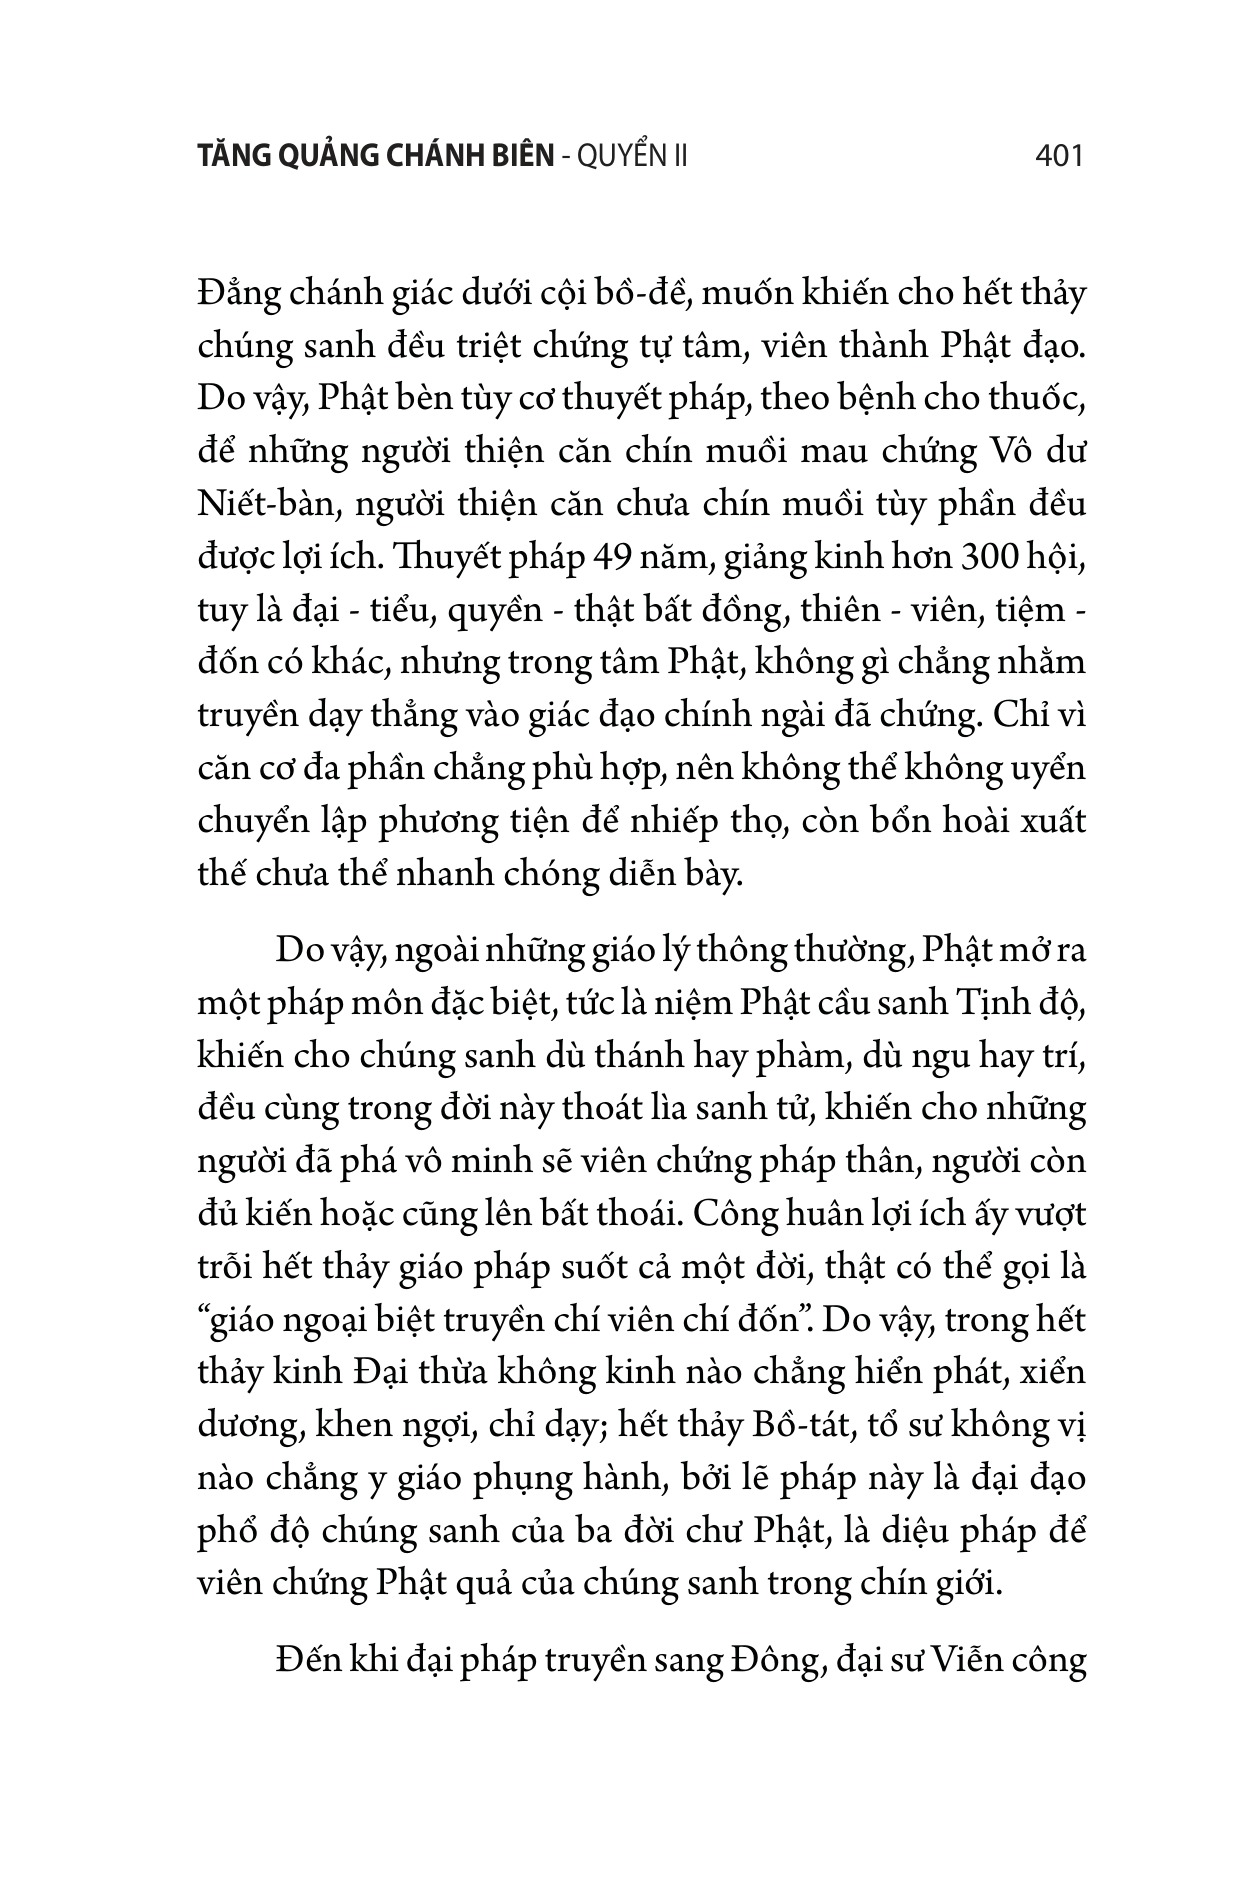 TĂNG QUẢNG CHÁNH BIÊN - QUYỂN II 401
Đẳng chánh giác dưới cội bồ-đề, muốn khiến cho hết thảy
chúng sanh đều triệt chứng tự tâm, viên thành Phật đạo.
Do vậy, Phật bèn tùy cơ thuyết pháp, theo bệnh cho thuốc,
để những người thiện căn chín muồi mau chứng Vô dư
Niết-bàn, người thiện căn chưa chín muồi tùy phần đều
được lợi ích. Thuyết pháp 49 năm, giảng kinh hơn 300 hội,
tuy là đại - tiểu, quyền - thật bất đồng, thiên - viên, tiệm -
đốn có khác, nhưng trong tâm Phật, không gì chẳng nhằm
truyền dạy thẳng vào giác đạo chính ngài đã chứng. Chỉ vì
căn cơ đa phần chẳng phù hợp, nên không thể không uyển
chuyển lập phương tiện để nhiếp thọ, còn bổn hoài xuất
thế chưa thể nhanh chóng diễn bày.
Do vậy, ngoài những giáo lý thông thường, Phật mở ra
một pháp môn đặc biệt, tức là niệm Phật cầu sanh Tịnh độ,
khiến cho chúng sanh dù thánh hay phàm, dù ngu hay trí,
đều cùng trong đời này thoát lìa sanh tử, khiến cho những
người đã phá vô minh sẽ viên chứng pháp thân, người còn
đủ kiến hoặc cũng lên bất thoái. Công huân lợi ích ấy vượt
trỗi hết thảy giáo pháp suốt cả một đời, thật có thể gọi là
“giáo ngoại biệt truyền chí viên chí đốn”. Do vậy, trong hết
thảy kinh Đại thừa không kinh nào chẳng hiển phát, xiển
dương, khen ngợi, chỉ dạy; hết thảy Bồ-tát, tổ sư không vị
nào chẳng y giáo phụng hành, bởi lẽ pháp này là đại đạo
phổ độ chúng sanh của ba đời chư Phật, là diệu pháp để
viên chứng Phật quả của chúng sanh trong chín giới.
Đến khi đại pháp truyền sang Đông, đại sư Viễn công